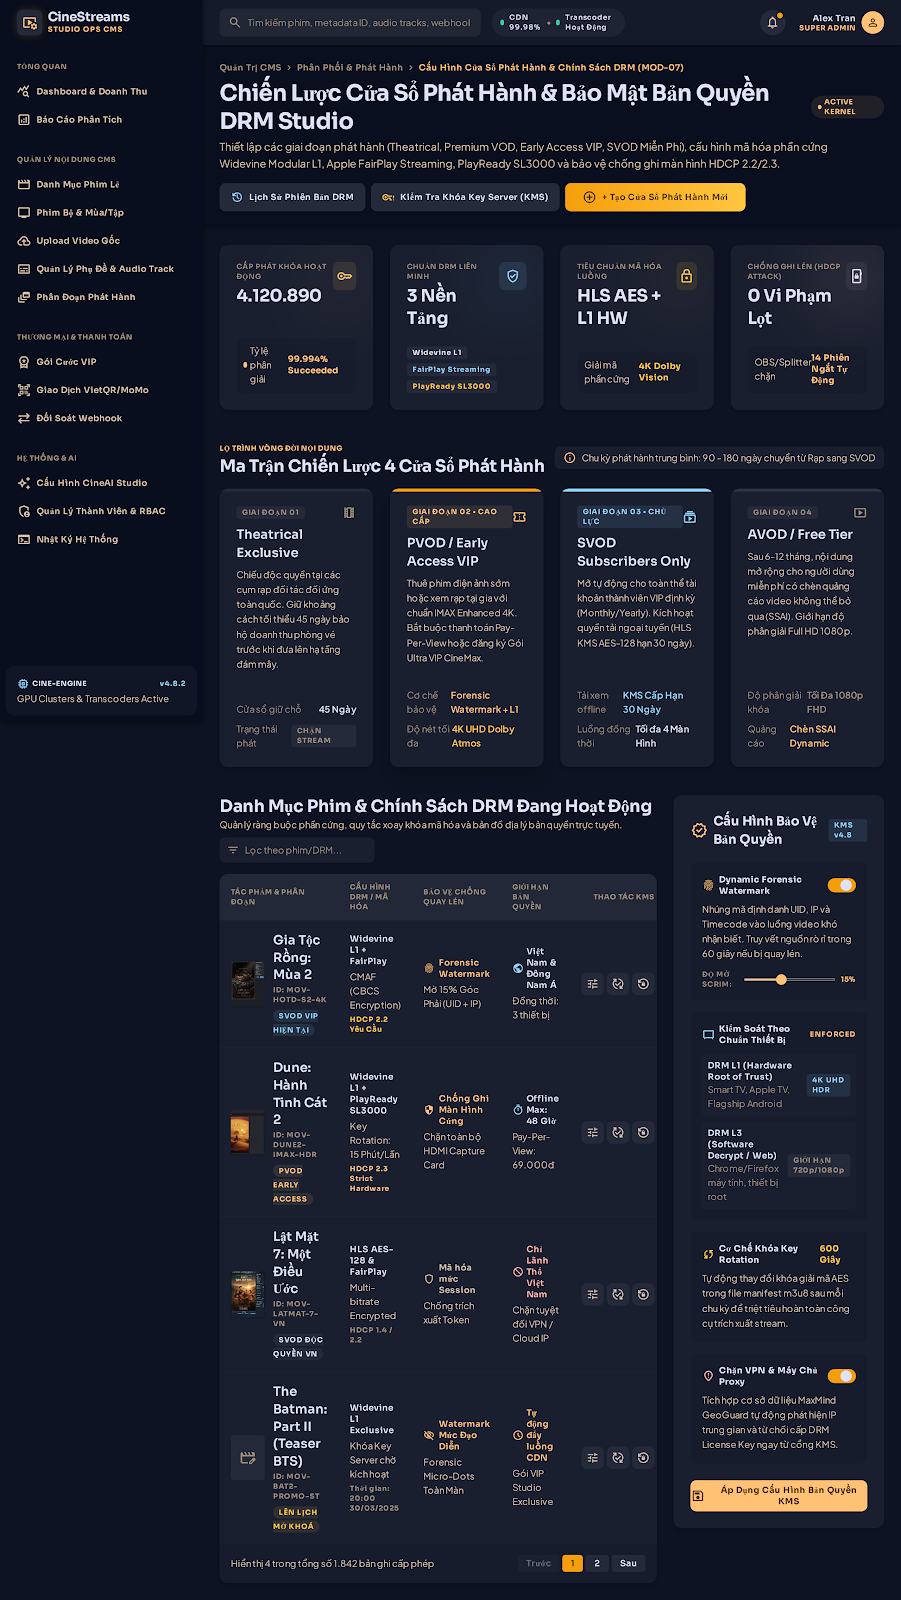 CineStreams
STUDIO OPS CMS
Tìm kiếm phim, metadata ID, audio tracks, webhool
CDN
99.98%
Transcoder
Hoạt Động
Alex Tran
SUPER ADMIN
TỔNG QUAN
Dashboard & Doanh Thu
Báo Cáo Phân Tích
QUẢN LÝ NỘI DUNG CMS
Danh Mục Phim Lẻ
Phim Bộ & Mùa/Tập
Upload Video Gốc
Quản Lý Phụ Đề & Audio Track
Phân Đoạn Phát Hành
THƯƠNG MẠI & THANH TOÁN
Gói Cước VIP
Giao Dịch VietQR/MoMo
Đối Soát Webhook
HỆ THỐNG & AI
Cấu Hình CineAI Studio
Quản Lý Thành Viên & RBAC
Nhật Ký Hệ Thống
CINE-ENGINE
v4.8.2
GPU Clusters & Transcoders Active
Quản Trị CMS > Phân Phối & Phát Hành > Cấu Hình Cửa Sổ Phát Hành & Chính Sách DRM (MOD-07)
Chiến Lược Cửa Sổ Phát Hành & Bảo Mật Bản Quyền
DRM Studio
ACTIVE
KERNEL
Thiết lập các giai đoạn phát hành (Theatrical, Premium VOD, Early Access VIP, SVOD Miễn Phí), cấu hình mã hóa phần cứng
Widevine Modular L1, Apple FairPlay Streaming, PlayReady SL3000 và bảo vệ chống ghi màn hình HDCP 2.2/2.3.
Lịch Sử Phiên Bản DRM
Kiểm Tra Khóa Key Server (KMS)
+ Tạo Cửa Sổ Phát Hành Mới
CẤP PHÁT KHÓA HOẠT
ĐỘNG
4.120.890
Tỷ lệ
phân
giải
99.994%
Succeeded
CHUẨN DRM LIÊN
MINH
3 Nền
Tảng
Widevine L1
FairPlay Streaming
PlayReady SL3000
TIÊU CHUẨN MÃ HÓA
LUỒNG
HLS AES +
L1 HW
Giải mã
phần cứng
4K Dolby
Vision
CHỐNG GHI LÉN (HDCP
ATTACK)
0 Vi Phạm
Lọt
OBS/Splitter
chặn
14 Phiên
Ngắt Tự
Động
LỘ TRÌNH VÒNG ĐỜI NỘI DUNG
Ma Trận Chiến Lược 4 Cửa Sổ Phát Hành
Chu kỳ phát hành trung bình: 90 - 180 ngày chuyển từ Rạp sang SVOD
GIAI ĐOẠN 01
Theatrical
Exclusive
Chiếu độc quyền tại các
cụm rạp đối tác đối ứng
toàn quốc. Giữ khoảng
cách tối thiểu 45 ngày bảo
hộ doanh thu phòng vé
trước khi đưa lên hạ tầng
đám mây.
Cửa sổ giữ chỗ
45 Ngày
Trạng thái
phát
CHẶN
STREAM
GIAI ĐOẠN 02 • CAO
CẤP
PVOD / Early
Access VIP
Thuê phim điện ảnh sớm
hoặc xem rạp tại gia với
chuẩn IMAX Enhanced 4K.
Bắt buộc thanh toán Pay-
Per-View hoặc đăng ký Gói
Ultra VIP CineMax.
Cơ chế
bảo vệ
Forensic
Watermark + L1
Độ nét tối
đa
4K UHD Dolby
Atmos
GIAI ĐOẠN 03 • CHỦ
LỰC
SVOD
Subscribers Only
Mở tự động cho toàn thể tài
khoản thành viên VIP định kỳ
(Monthly/Yearly). Kích hoạt
quyền tải ngoại tuyến (HLS
KMS AES-128 hạn 30 ngày).
Tải xem
offline
KMS Cấp Hạn
30 Ngày
Luồng đồng
thời
Tối đa 4 Màn
Hình
GIAI ĐOẠN 04
AVOD / Free Tier
Sau 6-12 tháng, nội dung
mở rộng cho người dùng
miễn phí có chèn quảng
cáo video không thể bỏ
qua (SSAI). Giới hạn độ
phân giải Full HD 1080p.
Độ phân giải
khóa
Tối Đa 1080p
FHD
Quảng
cáo
Chèn SSAI
Dynamic
Danh Mục Phim & Chính Sách DRM Đang Hoạt Động
Quản lý ràng buộc phần cứng, quy tắc xoay khóa mã hóa và bản đồ địa lý bản quyền trực tuyến.
Lọc theo phim/DRM...
TÁC PHẨM & PHÂN
ĐOẠN
CẤU HÌNH
DRM / MÃ
HÓA
BẢO VỆ CHỐNG
QUAY LÉN
GIỚI HẠN
BẢN
QUYỀN
THAO TÁC KMS
Gia Tộc
Rồng:
Mùa 2
ID: MOV-
HOTD-S2-4K
SVOD VIP
HIỆN TẠI
Widevine
L1 +
FairPlay
CMAF
(CBCS
Encryption)
HDCP 2.2
Yêu Cầu
Forensic
Watermark
Mờ 15% Góc
Phải (UID + IP)
Việt
Nam &
Đông
Nam Á
Đồng thời:
3 thiết bị
Dune:
Hành
Tinh Cát
2
ID: MOV-
DUNE2-
IMAX-HDR
PVOD
EARLY
ACCESS
Widevine
L1 +
PlayReady
SL3000
Key
Rotation:
15 Phút/Lần
HDCP 2.3
Strict
Hardware
Chống Ghi
Màn Hình
Cứng
Chặn toàn bộ
HDMI Capture
Card
Offline
Max:
48 Giờ
Pay-Per-
View:
69.000đ
Lật Mặt
7: Một
Điều
Ước
ID: MOV-
LATMAT-7-
VN
SVOD ĐỘC
QUYỀN VN
HLS AES-
128 &
FairPlay
Multi-
bitrate
Encrypted
HDCP 1.4 /
2.2
Mã hóa
mức
Session
Chống trích
xuất Token
Chỉ
Lãnh
Thổ
Việt
Nam
Chặn tuyệt
đối VPN /
Cloud IP
The
Batman:
Part II
(Teaser
BTS)
ID: MOV-
BAT2-
PROMO-ST
LÊN LỊCH
MỞ KHOÁ
Widevine
L1
Exclusive
Khóa Key
Server chờ
kích hoạt
Thời gian:
20:00
30/03/2025
Watermark
Mức Đạo
Diễn
Forensic
Micro-Dots
Toàn Màn
Tự
động
đẩy
luồng
CDN
Gói VIP
Studio
Exclusive
Hiển thị 4 trong tổng số 1.842 bản ghi cấp phép
Trước
1
2
Sau
Cấu Hình Bảo Vệ
Bản Quyền
KMS
v4.8
Dynamic Forensic
Watermark
Nhúng mã định danh UID, IP và
Timecode vào luồng video khó
nhận biết. Truy vết nguồn rò rỉ trong
60 giây nếu bị quay lén.
ĐỘ MỜ
SCRIM:
15%
Kiểm Soát Theo
Chuẩn Thiết Bị
ENFORCED
DRM L1 (Hardware
Root of Trust)
Smart TV, Apple TV,
Flagship Android
4K UHD
HDR
DRM L3
(Software
Decrypt / Web)
Chrome/Firefox
máy tính, thiết bị
root
GIỚI HẠN
720p/1080p
Cơ Chế Khóa Key
Rotation
600
Giây
Tự động thay đổi khóa giải mã AES
trong file manifest m3u8 sau mỗi
chu kỳ để triệt tiêu hoàn toàn công
cụ trích xuất stream.
Chặn VPN & Máy Chủ
Proxy
Tích hợp cơ sở dữ liệu MaxMind
GeoGuard tự động phát hiện IP
trung gian và từ chối cấp DRM
License Key ngay từ cổng KMS.
Áp Dụng Cấu Hình Bản Quyền
KMS